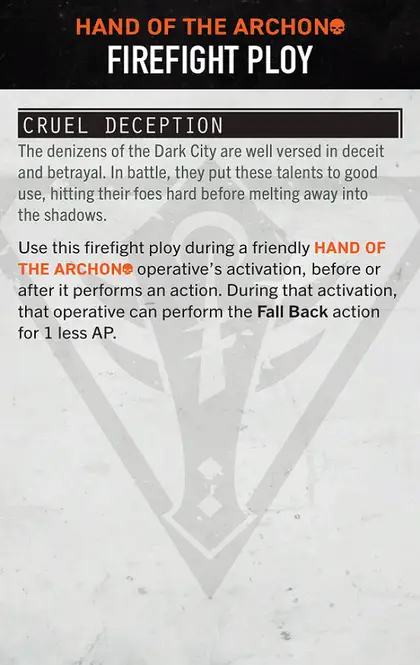 HAND OF THE ARCHON
FIREFIGHT PLOY
CRUEL DECEPTION
The denizens of the Dark City are well versed in deceit
and betrayal. In battle, they put these talents to good
use, hitting their foes hard before melting away into
the shadows.
Use this firefight ploy during a friendly HAND OF
THE ARCHON operative’s activation, before or
after it performs an action. During that activation,
that operative can perform the Fall Back action
for 1 less AP.